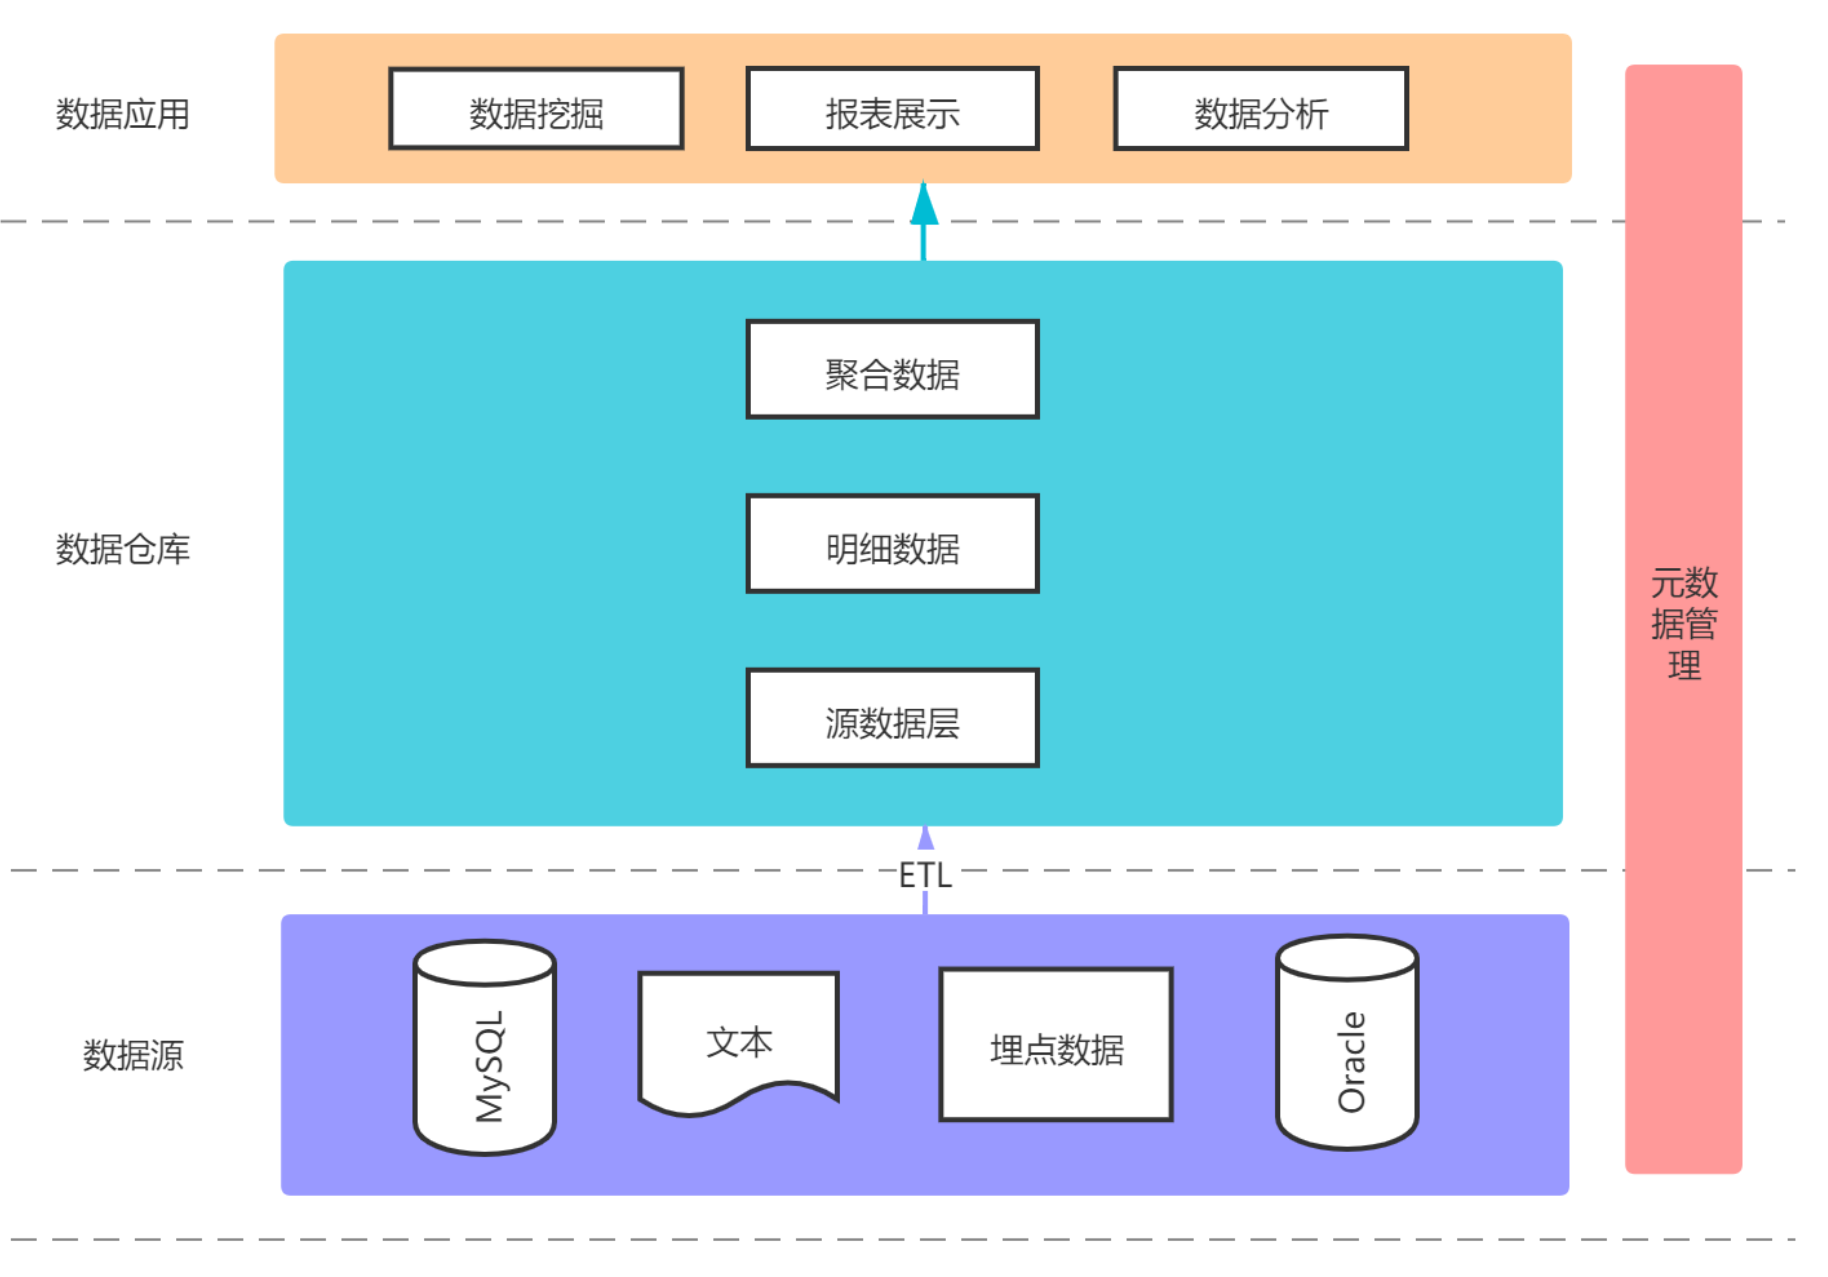 数据应用
数据挖掘
报表展示
数据分析
聚合数据
数据仓库
明细数据
源数据层
元数
据管
理
ETL
数据源
MySQL
文本
埋点数据
Oracle